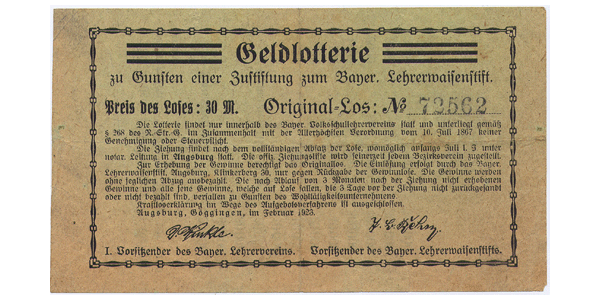 Geldlotterie
zu Gunsten einer Zustiftung zum Bayer. Lehrerwaisenstift.
Preis des Loses: 30 M. Original-Los: № 72562
Die Lotterie findet nur innerhalb des Bayer. Volksschullehrervereins statt und unterliegt gemäß
§ 268 des R.-Str.-G. im Zusammenhalt mit der Allerhöchsten Verordnung vom 10. Juli 1867 keiner
Genehmigung oder Steuerpflicht.
Die Ziehung findet nach dem vollständigen Absatz der Lose, womöglich anfangs Juli l. J. unter
notar. Leitung in Augsburg statt. Die offiz. Ziehungsliste wird seinerzeit jedem Bezirksverein zugestellt.
Zur Erhebung der Gewinne berechtigt das Originallos. Die Einlösung erfolgt durch das Bayer.
Lehrerwaisenstift, Augsburg, Klinkerberg 30, nur gegen Rückgabe der Gewinnlose. Die Gewinne werden
ohne jeglichen Abzug ausbezahlt. Die nach Ablauf von 3 Monaten nach der Ziehung nicht erhobenen
Gewinne und alle jene Gewinne, welche auf Lose fallen, die 3 Tage vor der Ziehung nicht zurückgesandt
oder nicht bezahlt sind, verfallen zu Gunsten des Wohltätigkeitsunternehmens.
Kraftloserklärung im Wege des Aufgebotsverfahrens ist ausgeschlossen.
Augsburg, Göggingen, im Februar 1923.
I. Vorsitzender des Bayer. Lehrervereins. Vorsitzender des Bayer. Lehrerwaisenstifts.